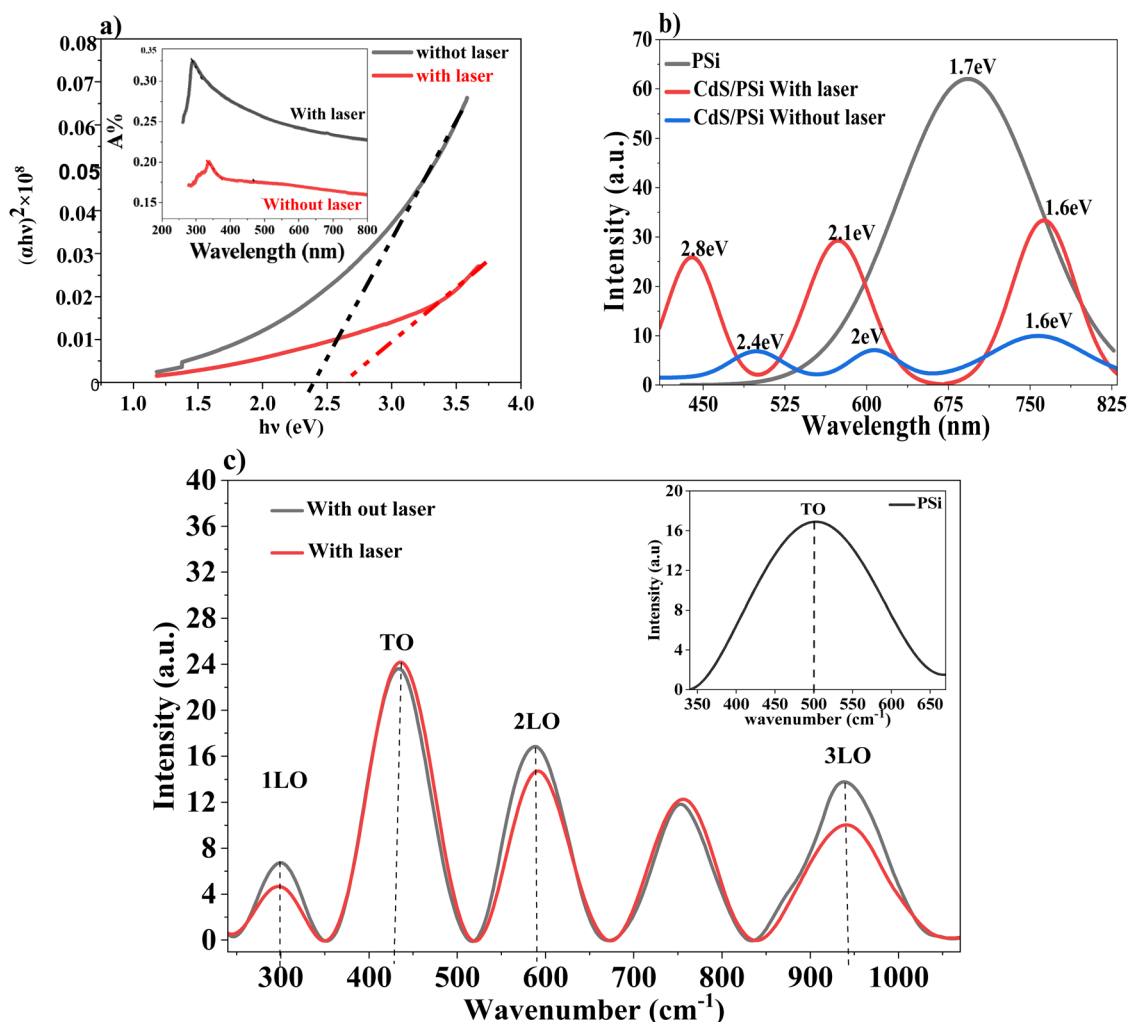 a)
0.08
0.07
0.06
0.05
0.04
0.03
0.02
0.01
0
(αhν)²×10⁸
1.0
1.5
2.0
2.5
3.0
3.5
4.0
hν (eV)
withot laser
with laser
0.35
0.30
0.25
0.20
0.15
A%
With laser
Without laser
200 300 400 500 600 700 800
Wavelength (nm)
b)
70
60
50
40
30
20
10
0
Intensity (a.u.)
PSi
CdS/PSi With laser
CdS/PSi Without laser
1.7eV
2.8eV
2.1eV
1.6eV
2.4eV
2eV
1.6eV
450 525 600 675 750 825
Wavelength (nm)
c)
40
36
32
28
24
20
16
12
8
4
0
Intensity (a.u.)
With out laser
With laser
1LO
TO
2LO
3LO
300 400 500 600 700 800 900 1000
Wavenumber (cm⁻¹)
20
16
12
8
4
0
Intensity (a.u)
TO
PSi
350 400 450 500 550 600 650
wavenumber (cm⁻¹)